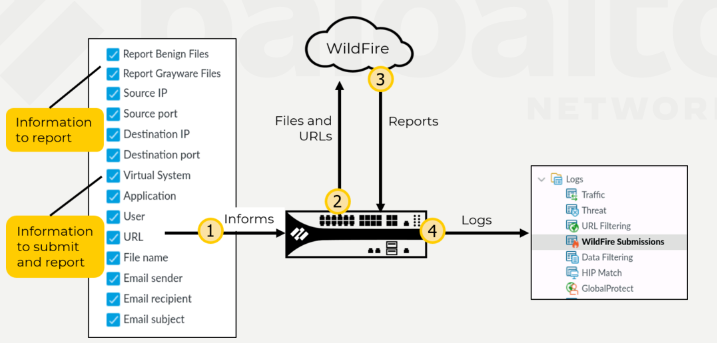 paloalto
NETWOR
Report Benign Files
Report Grayware Files
Source IP
Source port
Destination IP
Destination port
Virtual System
Application
User
URL
File name
Email sender
Email recipient
Email subject
Information
to report
Information
to submit
and report
1
Informs
WildFire
3
Files and
URLs
Reports
2
4
Logs
Logs
Traffic
Threat
URL Filtering
WildFire Submissions
Data Filtering
HIP Match
GlobalProtect